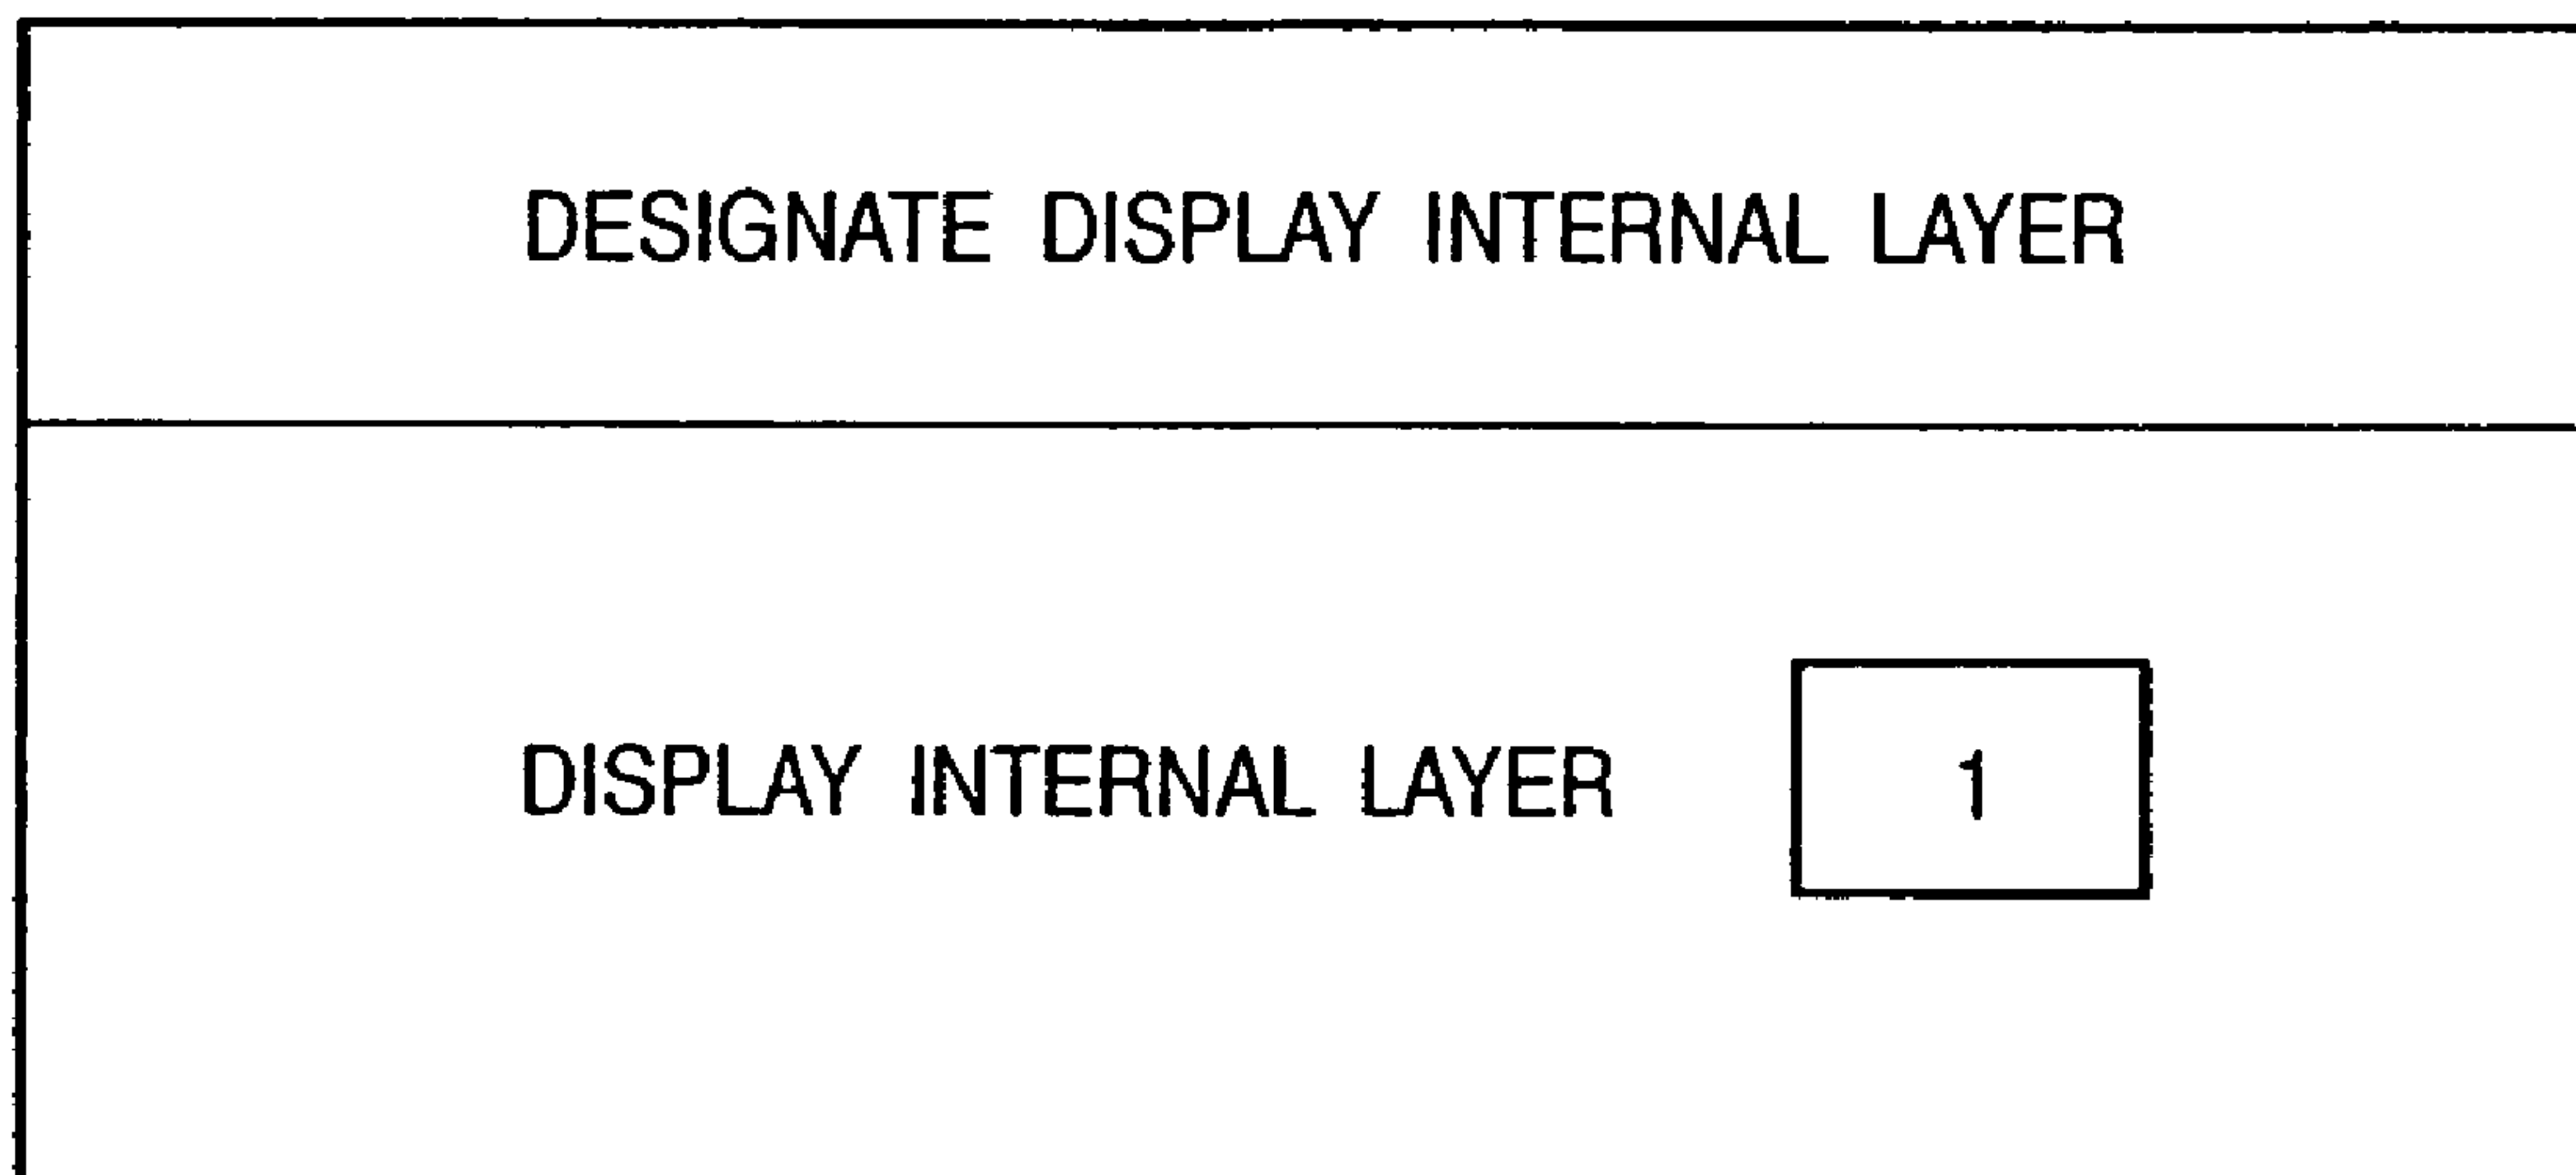 DESIGNATE DISPLAY INTERNAL LAYER
DISPLAY INTERNAL LAYER 1